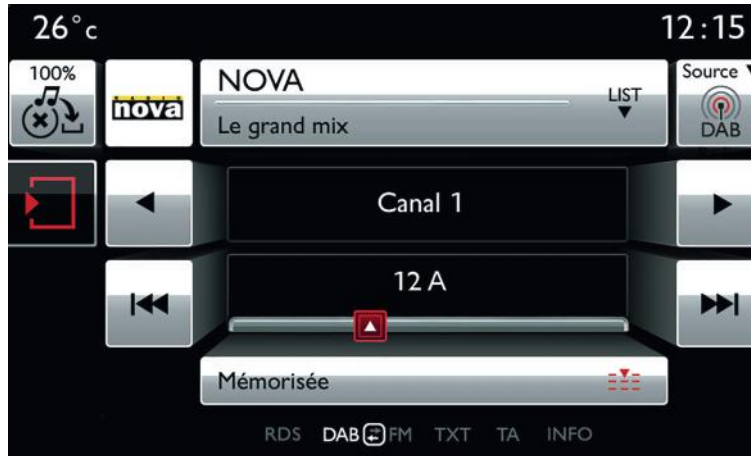 26°c
12:15
100%
RADIO
nova
NOVA
Le grand mix
LIST
Source
DAB
Canal 1
12 A
Mémorisée
RDS DAB FM TXT TA INFO